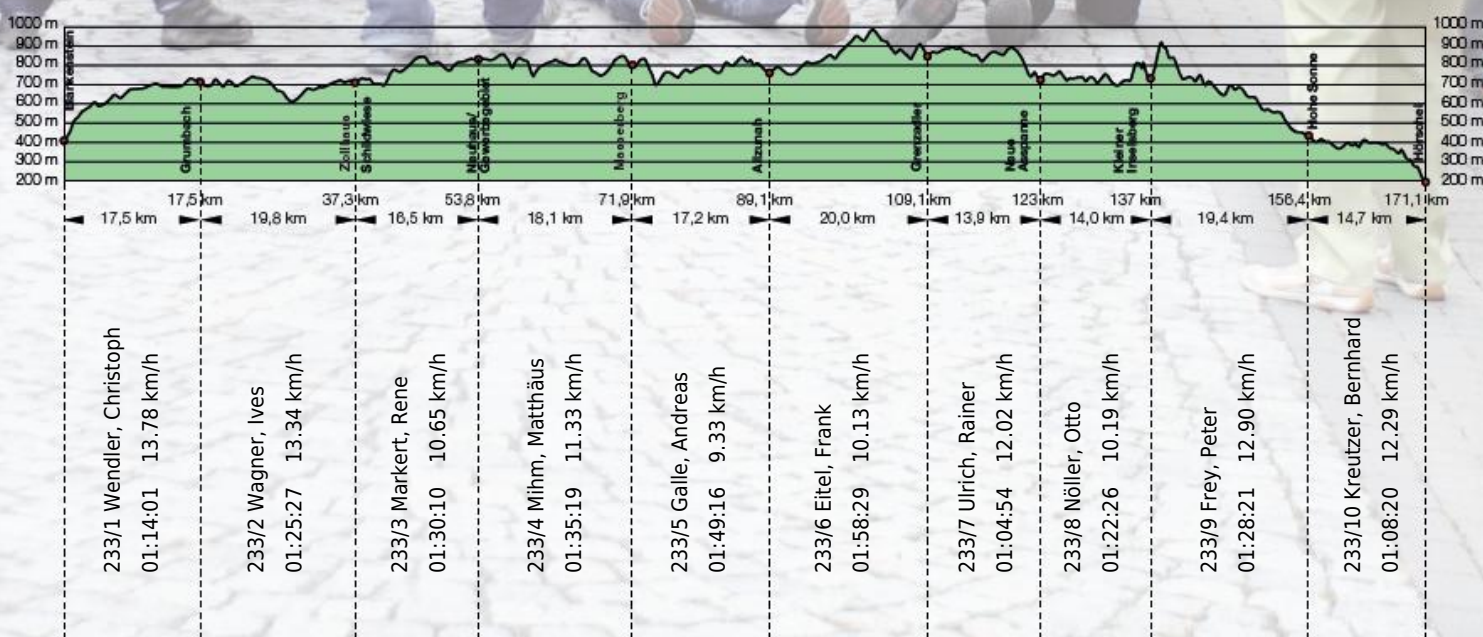 1000 m
900 m
800 m
700 m
600 m
500 m
400 m
300 m
200 m
1000 m
900 m
800 m
700 m
600 m
500 m
400 m
300 m
200 m
Blankenstein
Grumbach
Zollhaus
Schildwiese
Neuhaus/
Masserberg
Allzunah
Grenzadler
Neue
Ausspanne
Kleiner
Inselsberg
Hohe Sonne
Hörschel
17,5 km
37,3 km
53,8 km
71,9 km
89,1 km
109,1 km
123 km
137 km
156,4 km
171,1 km
17,5 km
19,8 km
16,5 km
18,1 km
17,2 km
20,0 km
13,9 km
14,0 km
19,4 km
14,7 km
233/1 Wendler, Christoph
01:14:01 13.78 km/h
233/2 Wagner, Ives
01:25:27 13.34 km/h
233/3 Markert, Rene
01:30:10 10.65 km/h
233/4 Mihm, Matthäus
01:35:19 11.33 km/h
233/5 Galle, Andreas
01:49:16 9.33 km/h
233/6 Eitel, Frank
01:58:29 10.13 km/h
233/7 Ulrich, Rainer
01:04:54 12.02 km/h
233/8 Nöller, Otto
01:22:26 10.19 km/h
233/9 Frey, Peter
01:28:21 12.90 km/h
233/10 Kreutzer, Bernhard
01:08:20 12.29 km/h